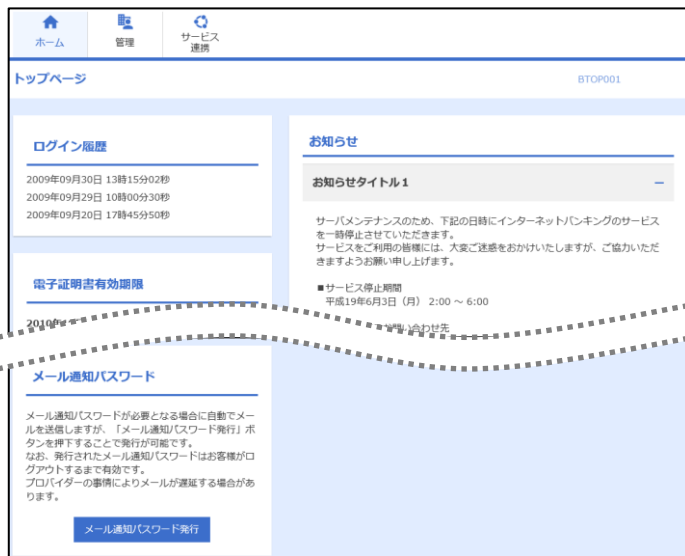 ホーム
管理
サービス
連携
トップページ
BTOP001
ログイン履歴
2009年09月30日 13時15分02秒
2009年09月29日 10時00分30秒
2009年09月20日 17時45分50秒
電子証明書有効期限
2010年
メール通知パスワード
メール通知パスワードが必要となる場合に自動でメー
ルを送信しますが、「メール通知パスワード発行」ボ
タンを押下することで発行が可能です。
なお、発行されたメール通知パスワードはお客様がロ
グアウトするまで有効です。
プロバイダーの事情によりメールが遅延する場合があ
ります。
メール通知パスワード発行
お知らせ
お知らせタイトル1
サーバメンテナンスのため、下記の日時にインターネットバンキングのサービス
を一時停止させていただきます。
サービスをご利用の皆様には、大変ご迷惑をおかけいたしますが、ご協力いただ
きますようお願い申し上げます。
■サービス停止期間
平成19年6月3日（月） 2:00 ～ 6:00
問い合わせ先